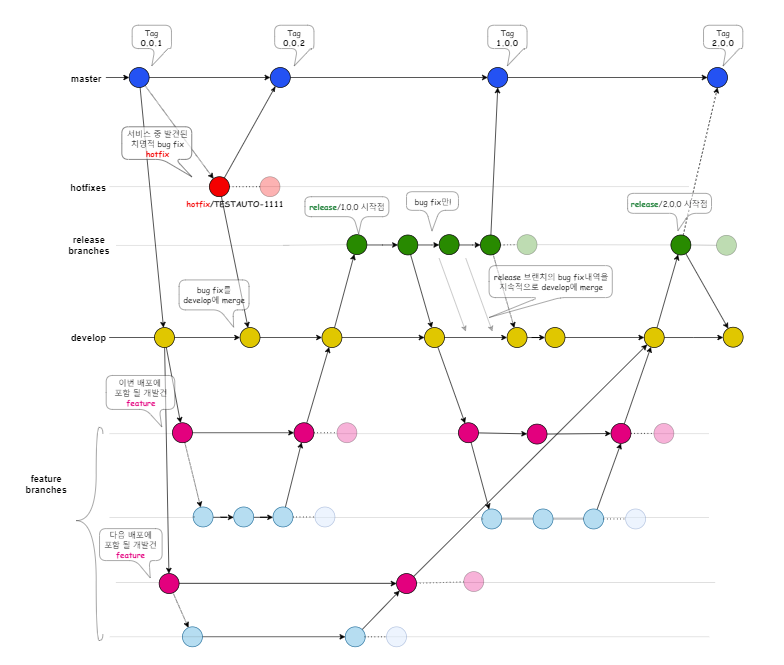 Tag
0.0.1
Tag
0.0.2
Tag
1.0.0
Tag
2.0.0
master
서비스 중 발견된
치명적 bug fix
hotfix
hotfixes
hotfix/TESTAUTO-1111
release/1.0.0 시작점
bug fix만!
release/2.0.0 시작점
release
branches
bug fix를
develop에 merge
release 브랜치의 bug fix내역을
지속적으로 develop에 merge
develop
이번 배포에
포함 될 개발건
feature
feature
branches
다음 배포에
포함 될 개발건
feature